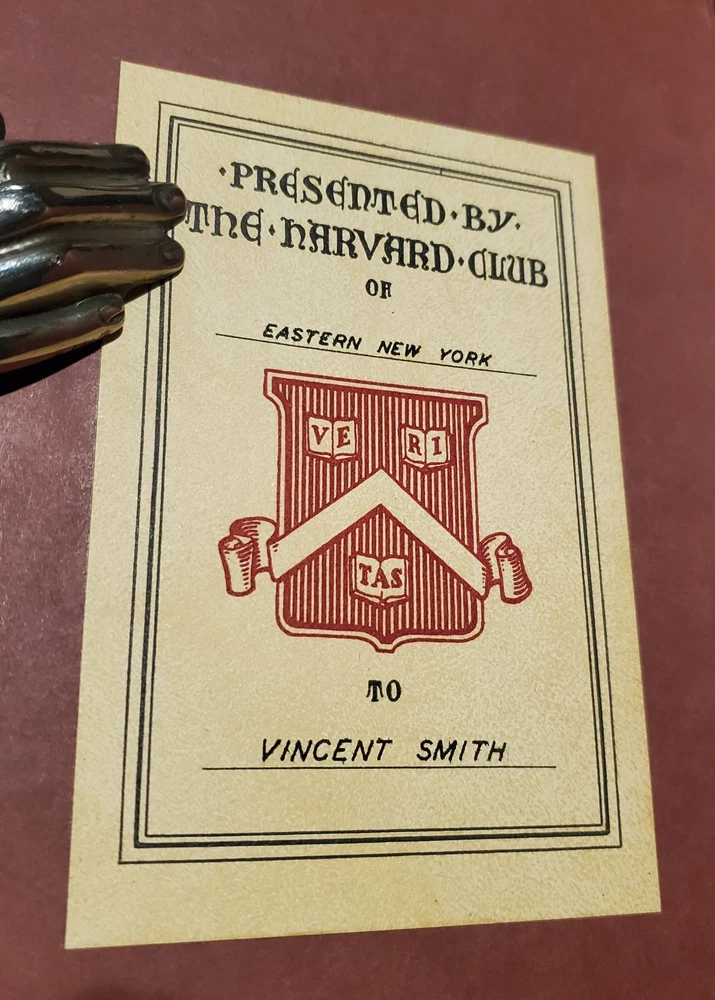 ·PRESENTED·BY·
THE·HARVARD·CLUB
OF
EASTERN NEW YORK
VE RI
TAS
TO
VINCENT SMITH